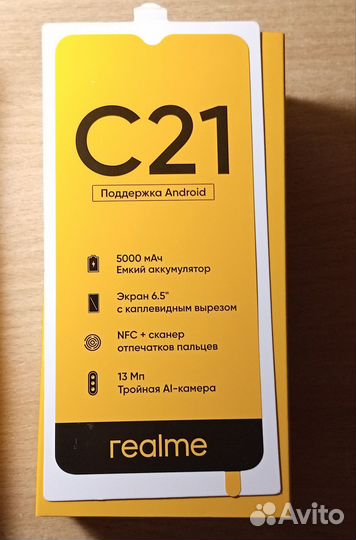 C21
Поддержка Android
5000 мАч
Емкий аккумулятор
Экран 6.5"
с каплевидным вырезом
NFC + сканер
отпечатков пальцев
13 Мп
Тройная AI-камера
realme
Avito